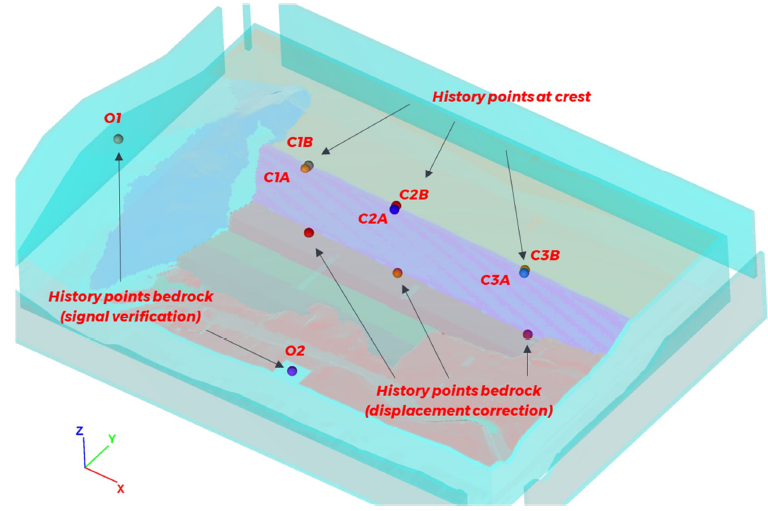 History points at crest
O1
C1B
C1A
C2B
C2A
C3B
C3A
History points bedrock
(signal verification)
O2
History points bedrock
(displacement correction)
Z
Y
X